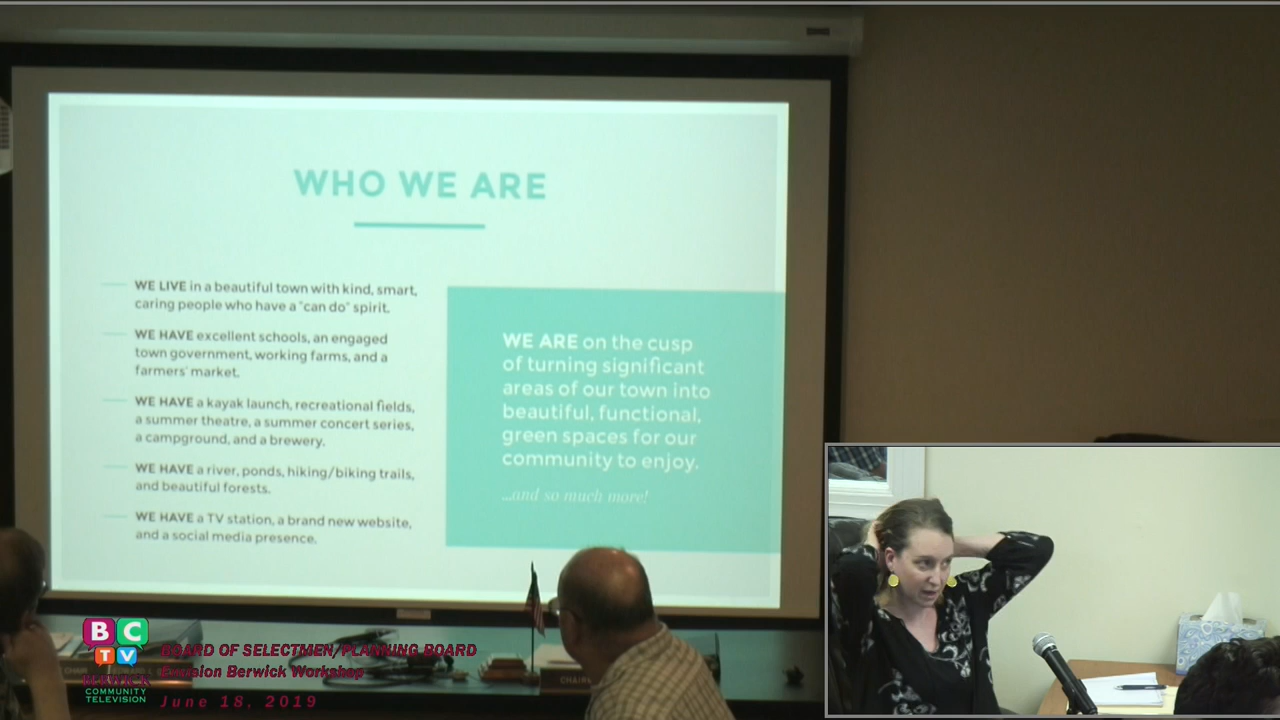 WHO WE ARE
WE LIVE in a beautiful town with kind, smart,
caring people who have a "can do" spirit.
WE HAVE excellent schools, an engaged
town government, working farms, and a
farmers' market.
WE HAVE a kayak launch, recreational fields,
a summer theatre, a summer concert series,
a campground, and a brewery.
WE HAVE a river, ponds, hiking/biking trails,
and beautiful forests.
WE HAVE a TV station, a brand new website,
and a social media presence.
WE ARE on the cusp
of turning significant
areas of our town into
beautiful, functional,
green spaces for our
community to enjoy.
...and so much more!
BC
TV
BERWICK
COMMUNITY
TELEVISION
BOARD OF SELECTMEN/PLANNING BOARD
Envision Berwick Workshop
June 18, 2019